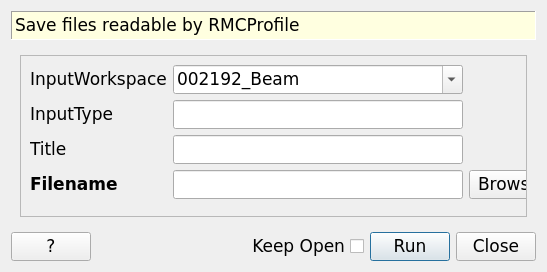 Save files readable by RMCProfile
InputWorkspace 002192_Beam
InputType
Title
Filename Brows
? Keep Open Run Close